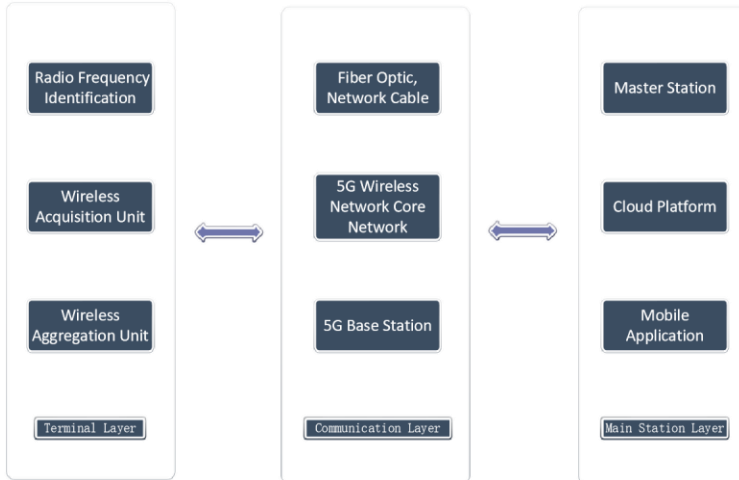 Radio Frequency
Identification
Wireless
Acquisition Unit
Wireless
Aggregation Unit
Terminal Layer
Fiber Optic,
Network Cable
5G Wireless
Network Core
Network
5G Base Station
Communication Layer
Master Station
Cloud Platform
Mobile
Application
Main Station Layer